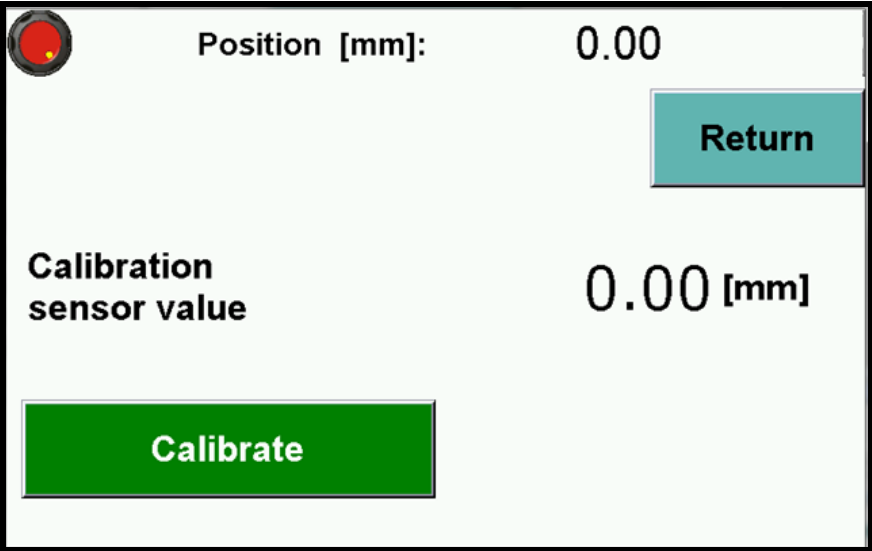 Position [mm]: 0.00
Return
Calibration
sensor value
0.00 [mm]
Calibrate